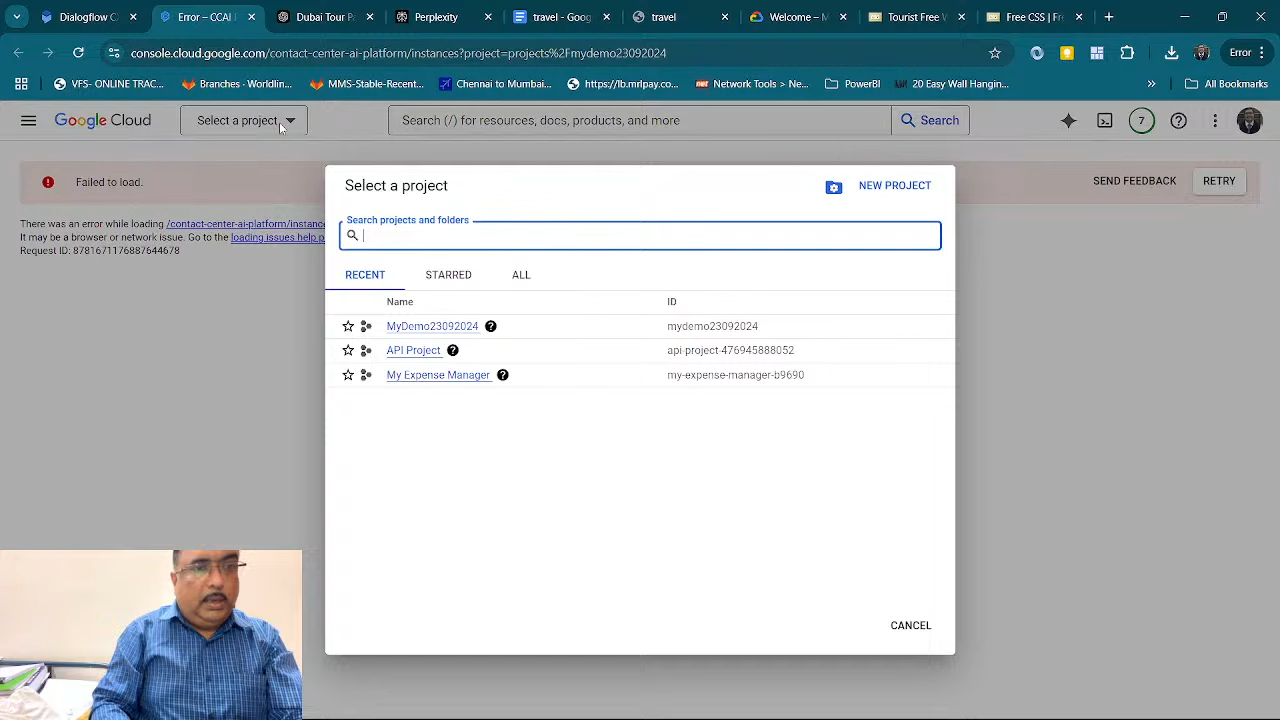 Dialogflow C
Error – CCAI
Dubai Tour Pa
Perplexity
travel - Goog
travel
Welcome – M
Tourist Free V
Free CSS | Fre
console.cloud.google.com/contact-center-ai-platform/instances?project=projects%2Fmydemo23092024
Error
VFS- ONLINE TRAC...
Branches · Worldlin...
MMS-Stable-Recent...
Chennai to Mumbai...
https://b.mrlpay.co...
Network Tools > Ne...
PowerBI
20 Easy Wall Hangin...
All Bookmarks
Google Cloud
Select a project
Search (/) for resources, docs, products, and more
Search
7
Failed to load.
SEND FEEDBACK
RETRY
There was an error while loading /contact-center-ai-platform/instance
It may be a browser or network issue. Go to the loading issues help p
Request ID: 8781671176887644678
Select a project
NEW PROJECT
Search projects and folders
RECENT
STARRED
ALL
Name
ID
MyDemo23092024
mydemo23092024
API Project
api-project-476945888052
My Expense Manager
my-expense-manager-b9690
CANCEL